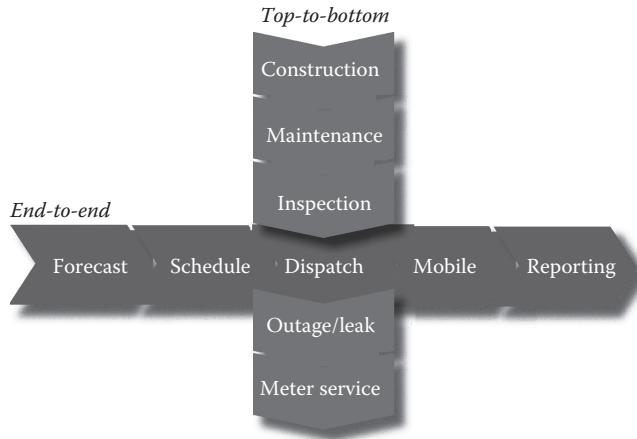 Top-to-bottom
Construction
Maintenance
Inspection
End-to-end
Forecast Schedule Dispatch Mobile Reporting
Outage/leak
Meter service